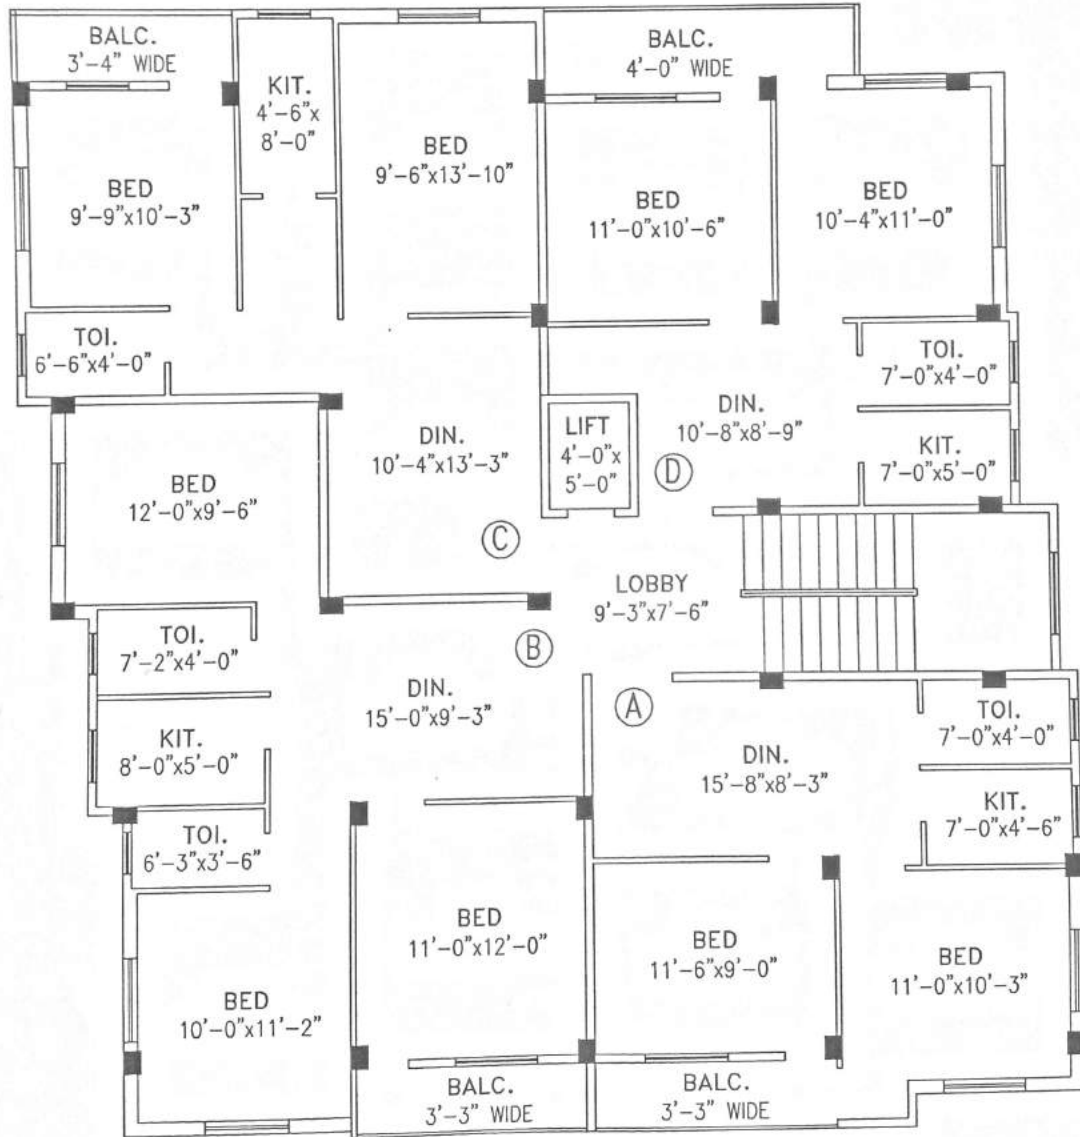 BALC.
3'-4" WIDE
KIT.
4'-6"x
8'-0"
BED
9'-6"x13'-10"
BALC.
4'-0" WIDE
BED
9'-9"x10'-3"
BED
11'-0"x10'-6"
BED
10'-4"x11'-0"
TOI.
6'-6"x4'-0"
TOI.
7'-0"x4'-0"
DIN.
10'-4"x13'-3"
LIFT
4'-0"x
5'-0"
DIN.
10'-8"x8'-9"
KIT.
7'-0"x5'-0"
D
BED
12'-0"x9'-6"
C
LOBBY
9'-3"x7'-6"
TOI.
7'-2"x4'-0"
B
DIN.
15'-0"x9'-3"
A
TOI.
7'-0"x4'-0"
KIT.
8'-0"x5'-0"
DIN.
15'-8"x8'-3"
KIT.
7'-0"x4'-6"
TOI.
6'-3"x3'-6"
BED
11'-0"x12'-0"
BED
11'-6"x9'-0"
BED
11'-0"x10'-3"
BED
10'-0"x11'-2"
BALC.
3'-3" WIDE
BALC.
3'-3" WIDE